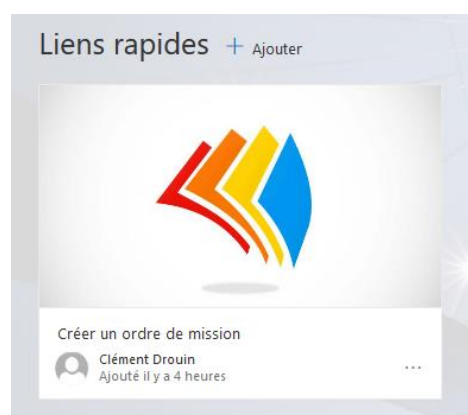 Liens rapides + Ajouter
Créer un ordre de mission
Clément Drouin
Ajouté il y a 4 heures
...